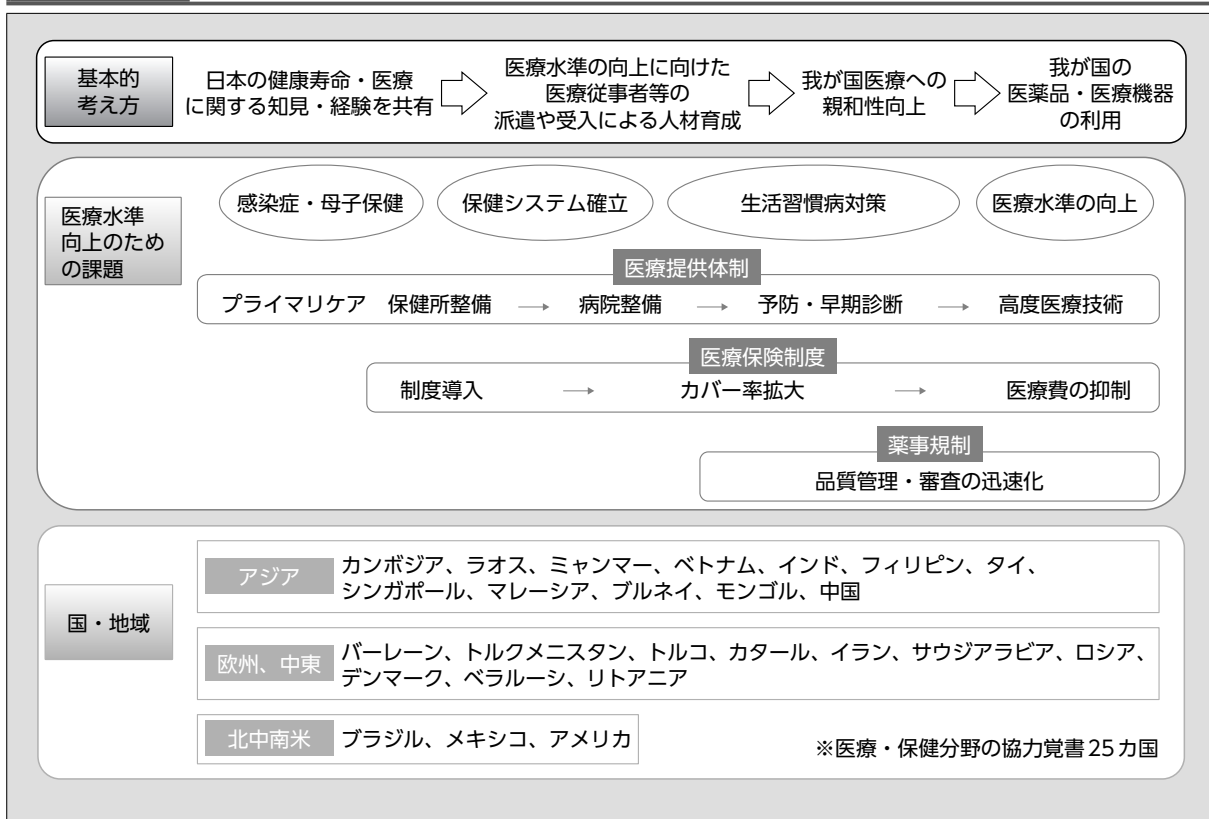 基本的
考え方
日本の健康寿命・医療
に関する知見・経験を共有
医療水準の向上に向けた
医療従事者等の
派遣や受入による人材育成
我が国医療への
親和性向上
我が国の
医薬品・医療機器
の利用
医療水準
向上のため
の課題
感染症・母子保健
保健システム確立
生活習慣病対策
医療水準の向上
医療提供体制
プライマリケア 保健所整備 → 病院整備 → 予防・早期診断 → 高度医療技術
医療保険制度
制度導入 → カバー率拡大 → 医療費の抑制
薬事規制
品質管理・審査の迅速化
国・地域
アジア
カンボジア、ラオス、ミャンマー、ベトナム、インド、フィリピン、タイ、
シンガポール、マレーシア、ブルネイ、モンゴル、中国
欧州、中東
バーレーン、トルクメニスタン、トルコ、カタール、イラン、サウジアラビア、ロシア、
デンマーク、ベラルーシ、リトアニア
北中南米
ブラジル、メキシコ、アメリカ
※医療・保健分野の協力覚書25カ国